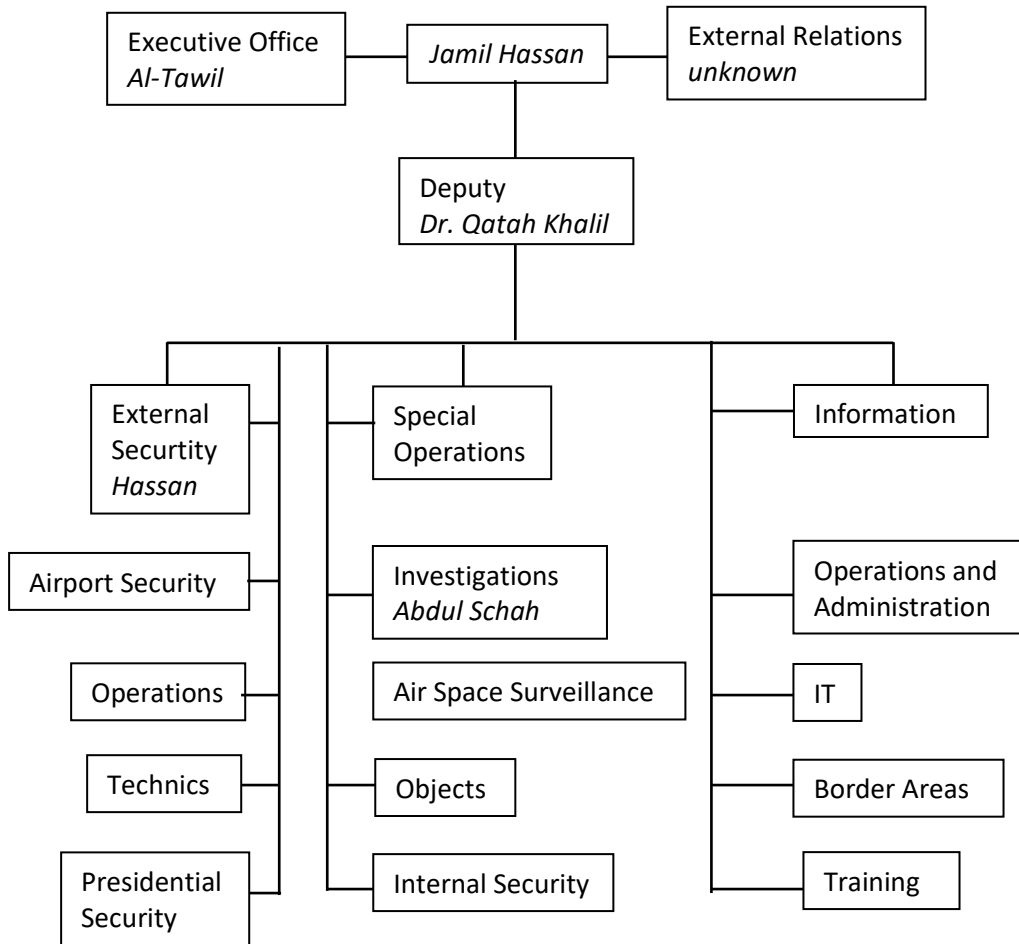 Executive Office
Al-Tawil
Jamil Hassan
External Relations
unknown
Deputy
Dr. Qatah Khalil
External
Securtity
Hassan
Special
Operations
Information
Airport Security
Investigations
Abdul Schah
Operations and
Administration
Operations
Air Space Surveillance
IT
Technics
Objects
Border Areas
Presidential
Security
Internal Security
Training